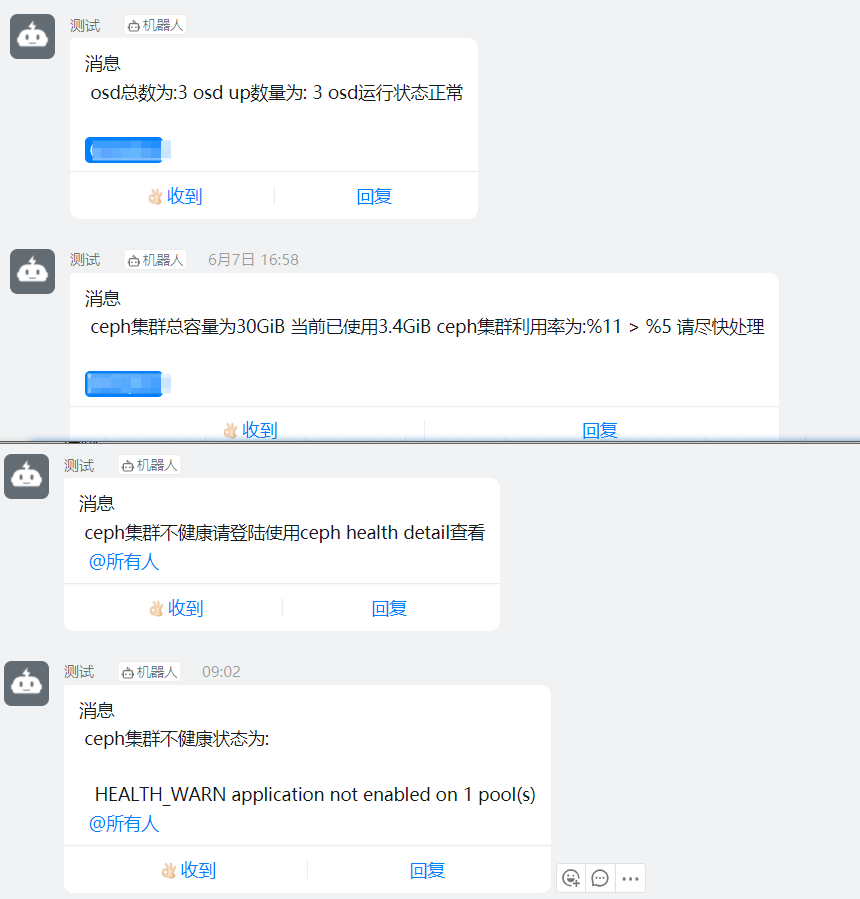 测试 机器人
消息
osd总数为:3 osd up数量为: 3 osd运行状态正常
收到 回复
测试 机器人 6月7日 16:58
消息
ceph集群总容量为30GiB 当前已使用3.4GiB ceph集群利用率为:%11 > %5 请尽快处理
收到 回复
测试 机器人
消息
ceph集群不健康请登陆使用ceph health detail查看
@所有人
收到 回复
测试 机器人 09:02
消息
ceph集群不健康状态为:
HEALTH_WARN application not enabled on 1 pool(s)
@所有人
收到 回复